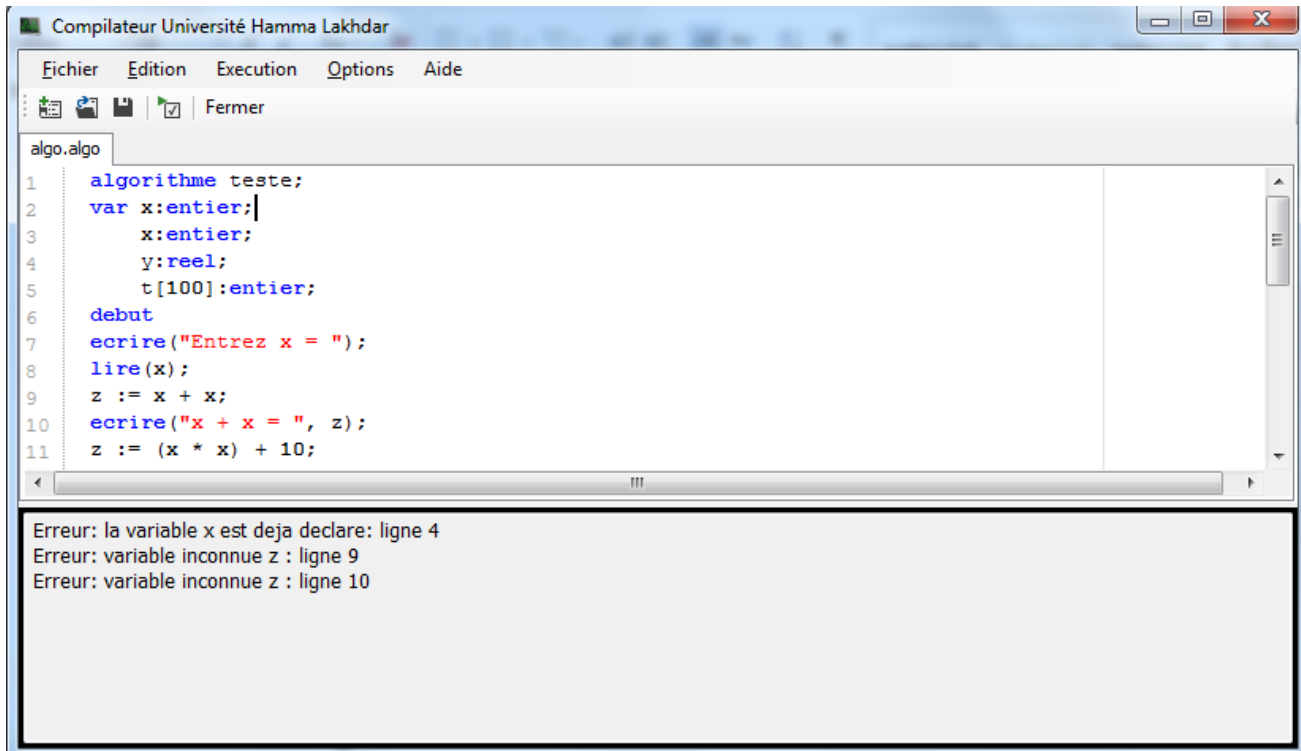 Compilateur Université Hamma Lakhdar
Fichier Edition Execution Options Aide
Fermer
algo.algo
1 algorithme teste;
2 var x:entier;
3 x:entier;
4 y:reel;
5 t[100]:entier;
6 debut
7 ecrire("Entrez x = ");
8 lire(x);
9 z := x + x;
10 ecrire("x + x = ", z);
11 z := (x * x) + 10;
Erreur: la variable x est deja declare: ligne 4
Erreur: variable inconnue z : ligne 9
Erreur: variable inconnue z : ligne 10